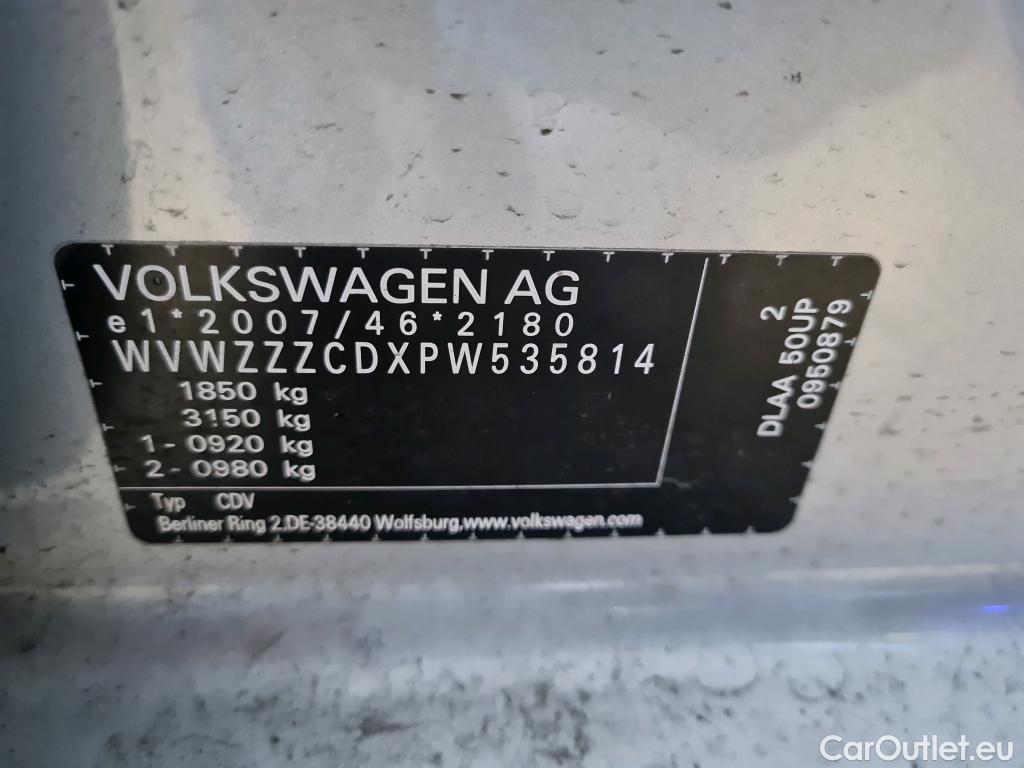 VOLKSWAGEN AG
e1*2007/46*2180
WVWZZZCDXPW535814
1850 kg
3150 kg
1 - 0920 kg
2 - 0980 kg
Typ CDV
Berliner Ring 2,DE-38440 Wolfsburg,www.volkswagen.com
2
DLAA 50UP
0950879
CarOutlet.eu